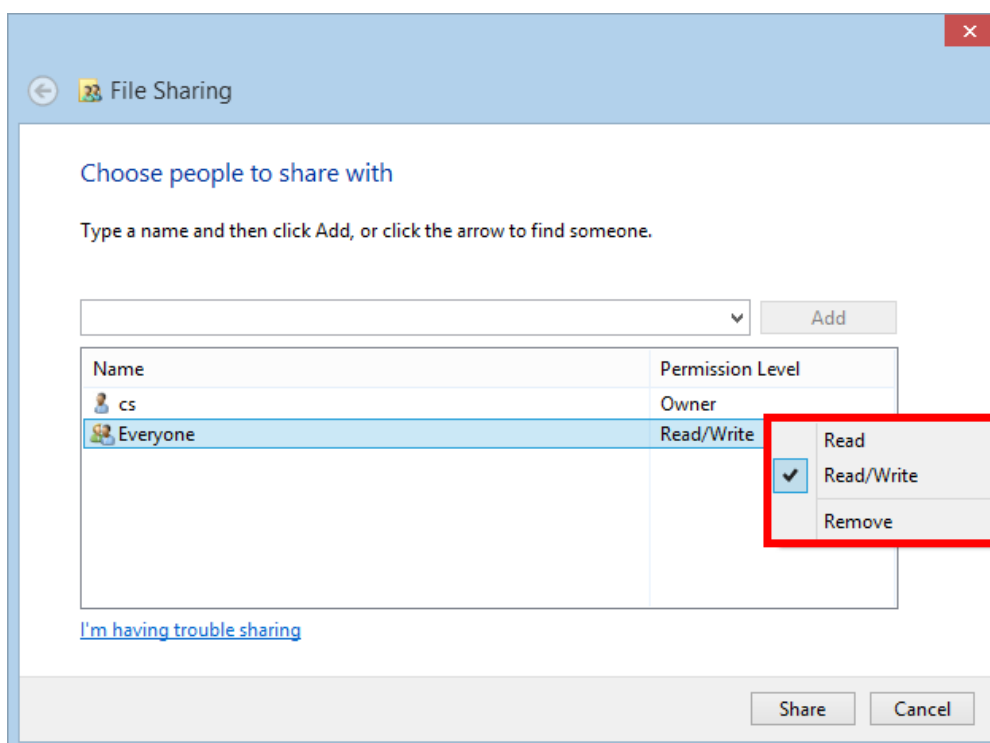 File Sharing
Choose people to share with
Type a name and then click Add, or click the arrow to find someone.
Add
Name Permission Level
cs Owner
Everyone Read/Write
Read
Read/Write
Remove
I'm having trouble sharing
Share Cancel